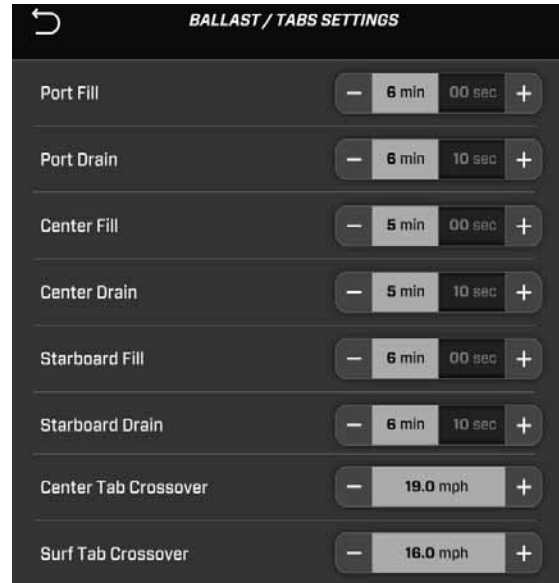 BALLAST / TABS SETTINGS
Port Fill − 6 min 00 sec +
Port Drain − 6 min 10 sec +
Center Fill − 5 min 00 sec +
Center Drain − 5 min 10 sec +
Starboard Fill − 6 min 00 sec +
Starboard Drain − 6 min 10 sec +
Center Tab Crossover − 19.0 mph +
Surf Tab Crossover − 16.0 mph +